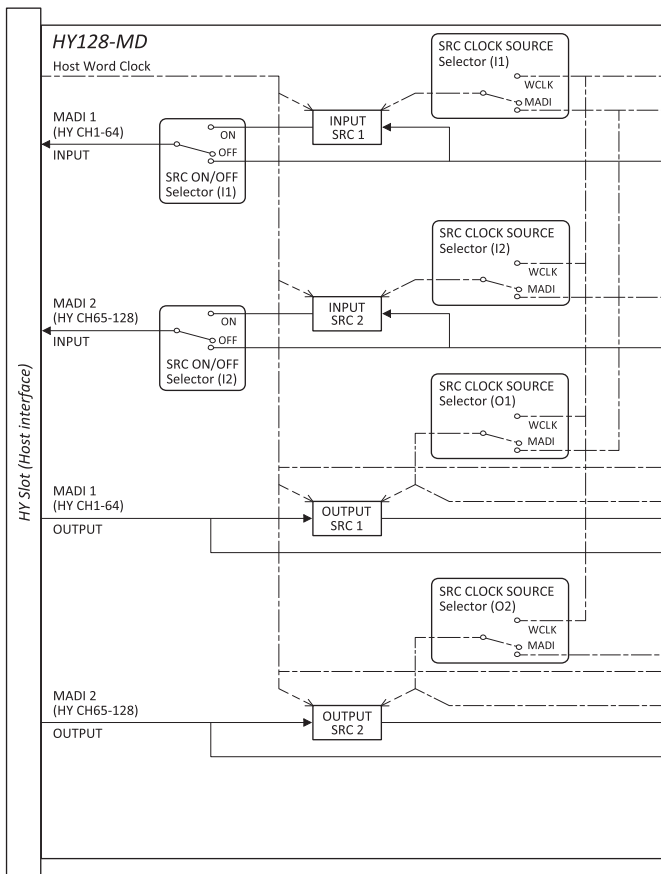 HY128-MD
Host Word Clock
SRC CLOCK SOURCE
Selector (I1)
WCLK
MADI
MADI 1
(HY CH1-64)
INPUT
ON
OFF
SRC ON/OFF
Selector (I1)
INPUT
SRC 1
SRC CLOCK SOURCE
Selector (I2)
WCLK
MADI
MADI 2
(HY CH65-128)
INPUT
ON
OFF
SRC ON/OFF
Selector (I2)
INPUT
SRC 2
HY Slot (Host interface)
SRC CLOCK SOURCE
Selector (O1)
WCLK
MADI
MADI 1
(HY CH1-64)
OUTPUT
OUTPUT
SRC 1
SRC CLOCK SOURCE
Selector (O2)
WCLK
MADI
MADI 2
(HY CH65-128)
OUTPUT
OUTPUT
SRC 2